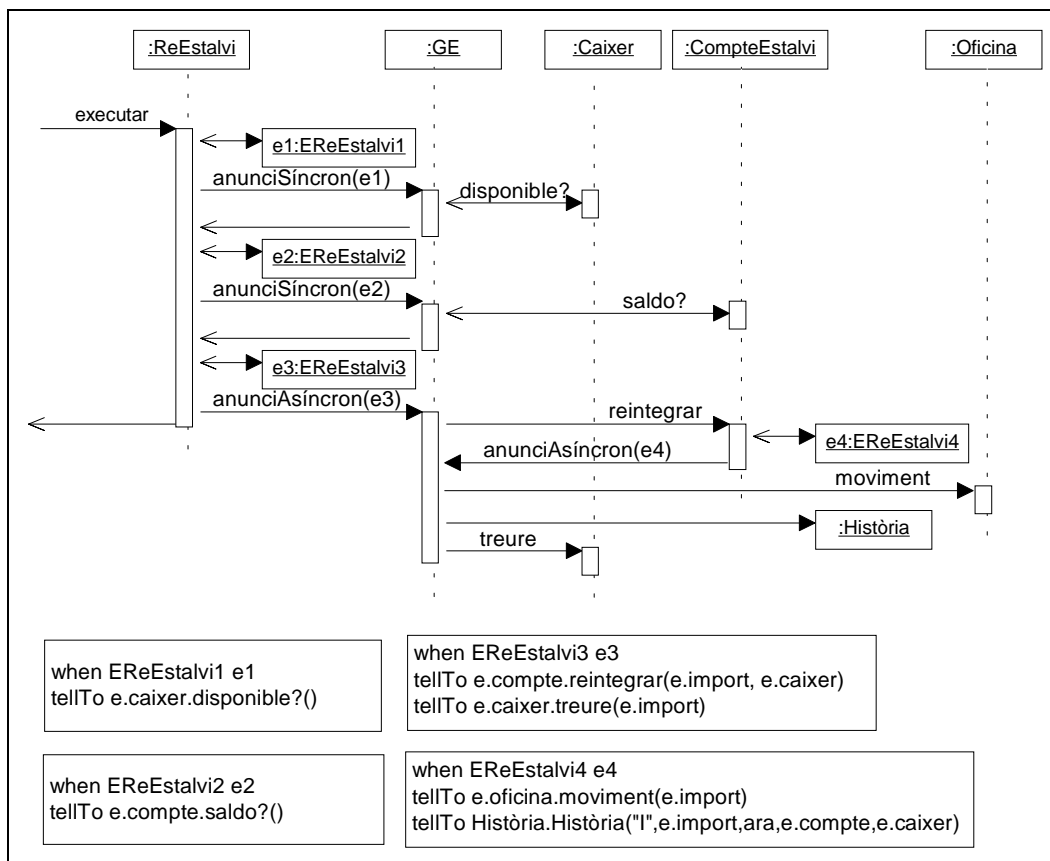 :ReEstalvi
:GE
:Caixer
:CompteEstalvi
:Oficina
executar
e1:EReEstalvi1
anunciSíncron(e1)
disponible?
e2:EReEstalvi2
anunciSíncron(e2)
saldo?
e3:EReEstalvi3
anunciAsíncron(e3)
reintegrar
e4:EReEstalvi4
anunciAsíncron(e4)
moviment
:Història
treure
when EReEstalvi1 e1
tellTo e.caixer.disponible?()
when EReEstalvi3 e3
tellTo e.compte.reintegrar(e.import, e.caixer)
tellTo e.caixer.treure(e.import)
when EReEstalvi2 e2
tellTo e.compte.saldo?()
when EReEstalvi4 e4
tellTo e.oficina.moviment(e.import)
tellTo Història.Història("I",e.import,ara,e.compte,e.caixer)